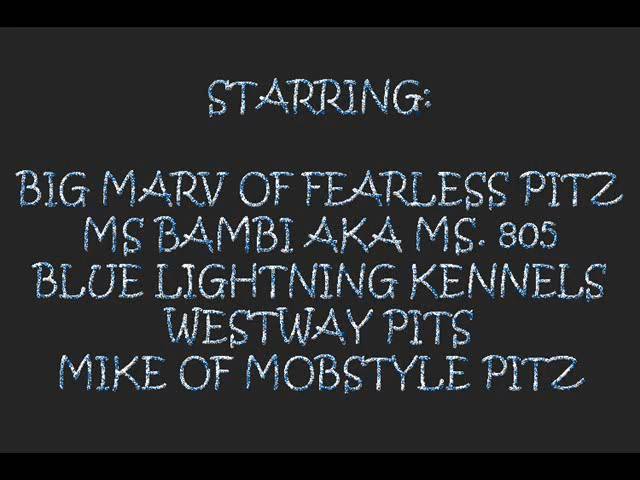 STARRING:
BIG MARV OF FEARLESS PITZ
MS BAMBI AKA MS. 805
BLUE LIGHTNING KENNELS
WESTWAY PITS
MIKE OF MOBSTYLE PITZ